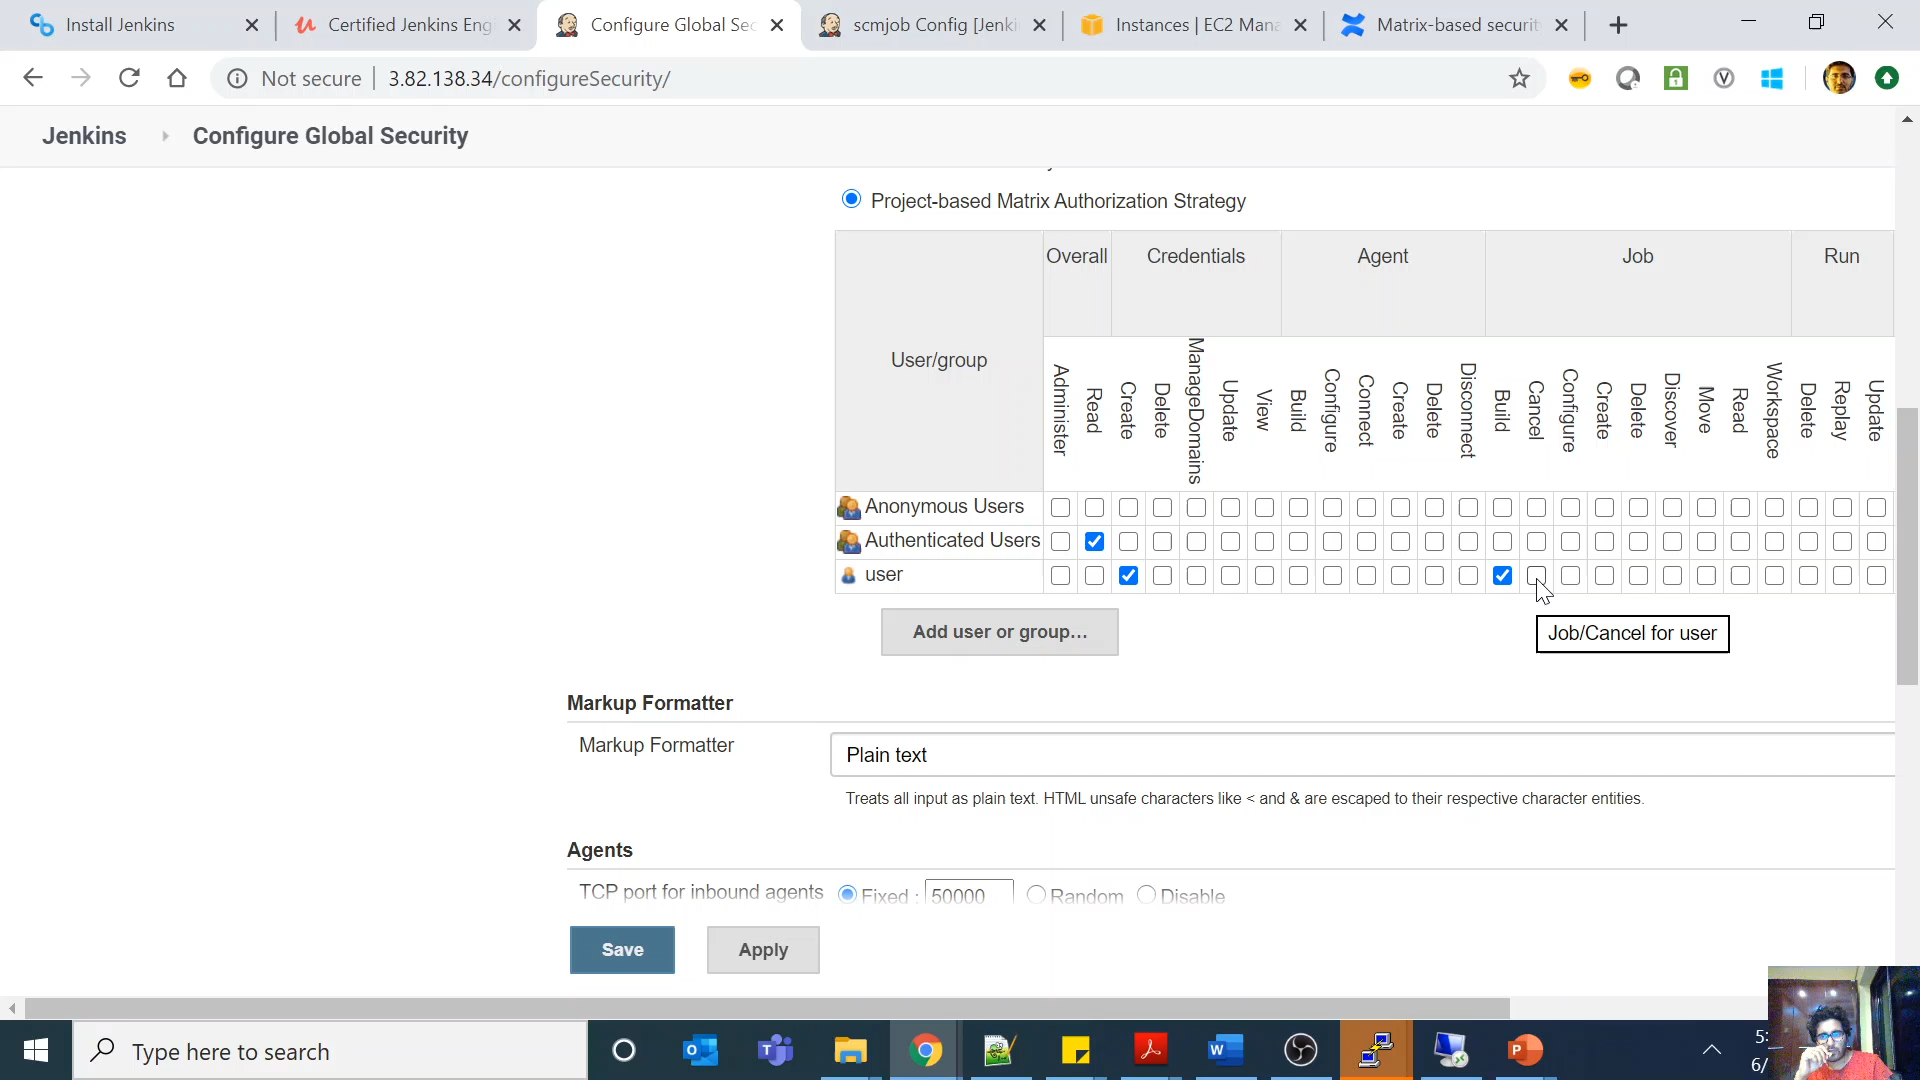 Install Jenkins
Certified Jenkins Eng
Configure Global Sec
scmjob Config [Jenki
Instances | EC2 Mana
Matrix-based securit
Not secure
3.82.138.34/configureSecurity/
Jenkins
Configure Global Security
Project-based Matrix Authorization Strategy
User/group
Overall
Credentials
Agent
Job
Run
Administer
Read
Create
Delete
ManageDomains
Update
View
Build
Configure
Connect
Create
Delete
Disconnect
Build
Cancel
Configure
Create
Delete
Discover
Move
Read
Workspace
Delete
Replay
Update
Anonymous Users
Authenticated Users
user
Add user or group...
Job/Cancel for user
Markup Formatter
Markup Formatter
Plain text
Treats all input as plain text. HTML unsafe characters like < and & are escaped to their respective character entities.
Agents
TCP port for inbound agents
Fixed : 50000 Random Disable
Save
Apply
Type here to search
5:
6/